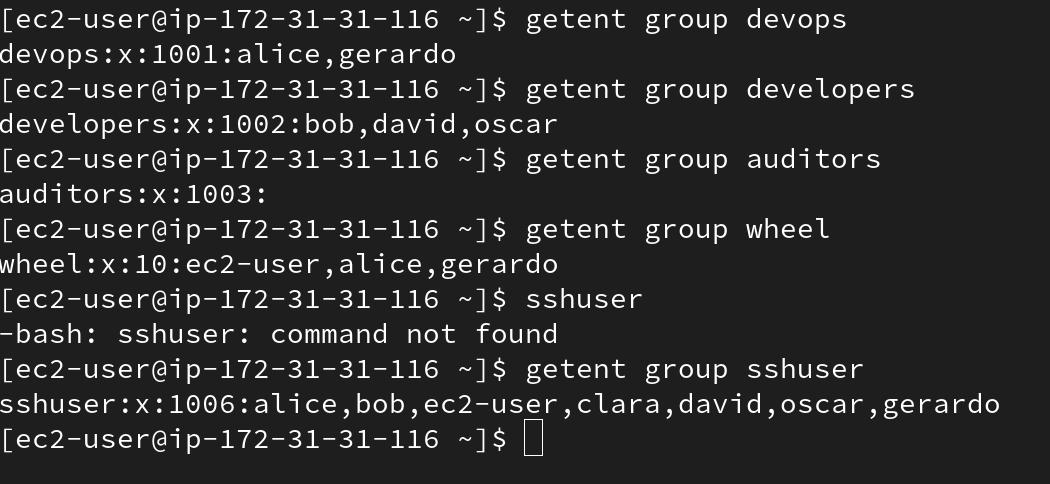 [ec2-user@ip-172-31-31-116 ~]$ getent group devops
devops:x:1001:alice,gerardo
[ec2-user@ip-172-31-31-116 ~]$ getent group developers
developers:x:1002:bob,david,oscar
[ec2-user@ip-172-31-31-116 ~]$ getent group auditors
auditors:x:1003:
[ec2-user@ip-172-31-31-116 ~]$ getent group wheel
wheel:x:10:ec2-user,alice,gerardo
[ec2-user@ip-172-31-31-116 ~]$ sshuser
-bash: sshuser: command not found
[ec2-user@ip-172-31-31-116 ~]$ getent group sshuser
sshuser:x:1006:alice,bob,ec2-user,clara,david,oscar,gerardo
[ec2-user@ip-172-31-31-116 ~]$